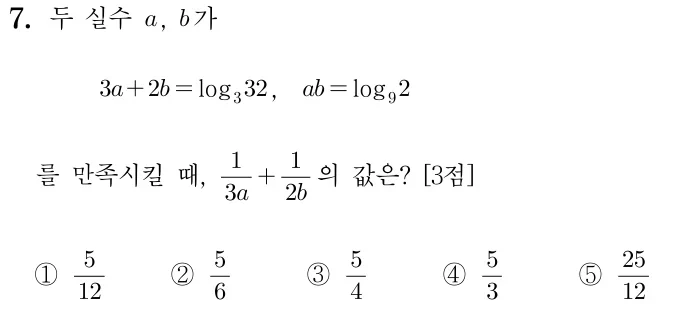 7. 두 실수 a, b가
3a+2b=log₃32, ab=log₉2
를 만족시킬 때, 1/3a + 1/2b 의 값은? [3점]
① 5/12 ② 5/6 ③ 5/4 ④ 5/3 ⑤ 25/12